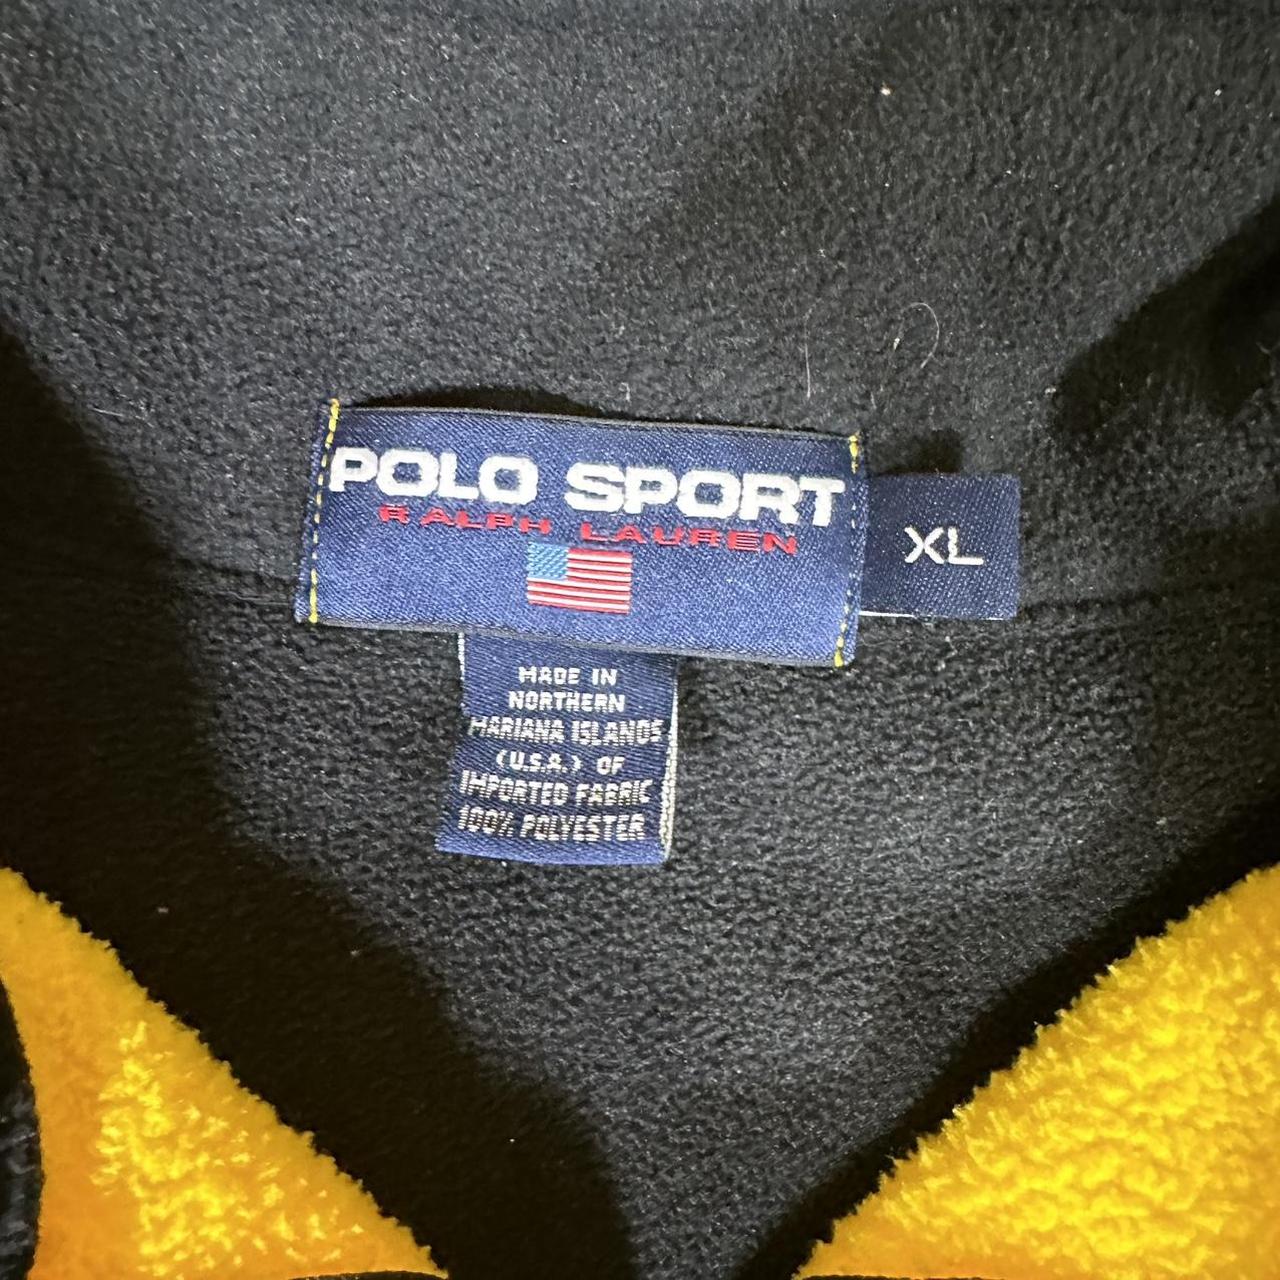 POLO SPORT
RALPH LAUREN
XL
MADE IN
NORTHERN
MARIANA ISLANDS
(U.S.A.) OF
IMPORTED FABRIC
100% POLYESTER